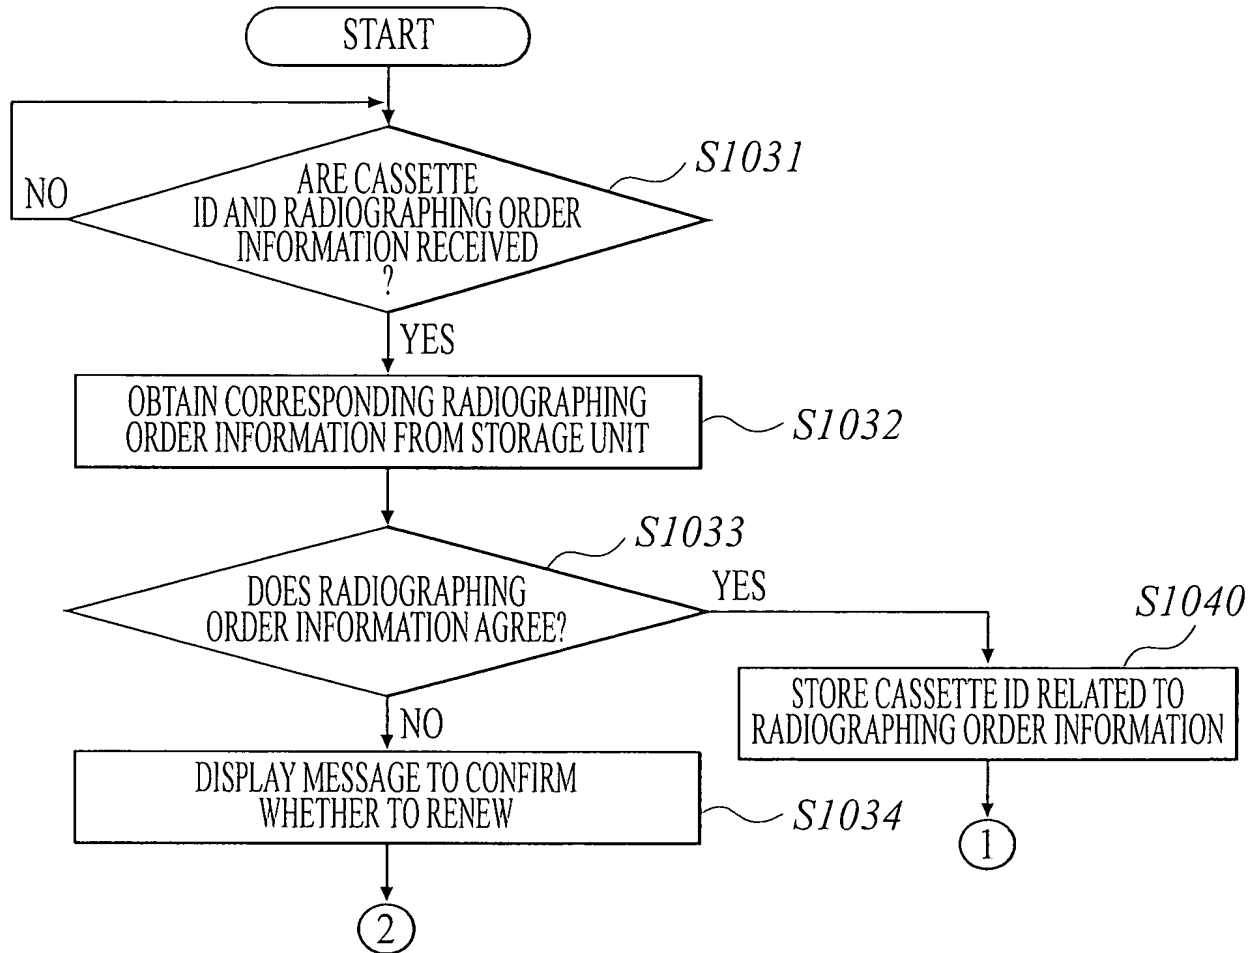 START
ARE CASSETTE
ID AND RADIOGRAPHING ORDER
INFORMATION RECEIVED
?
S1031
NO
YES
OBTAIN CORRESPONDING RADIOGRAPHING
ORDER INFORMATION FROM STORAGE UNIT
S1032
DOES RADIOGRAPHING
ORDER INFORMATION AGREE?
S1033
YES
NO
STORE CASSETTE ID RELATED TO
RADIOGRAPHING ORDER INFORMATION
S1040
DISPLAY MESSAGE TO CONFIRM
WHETHER TO RENEW
S1034
1
2